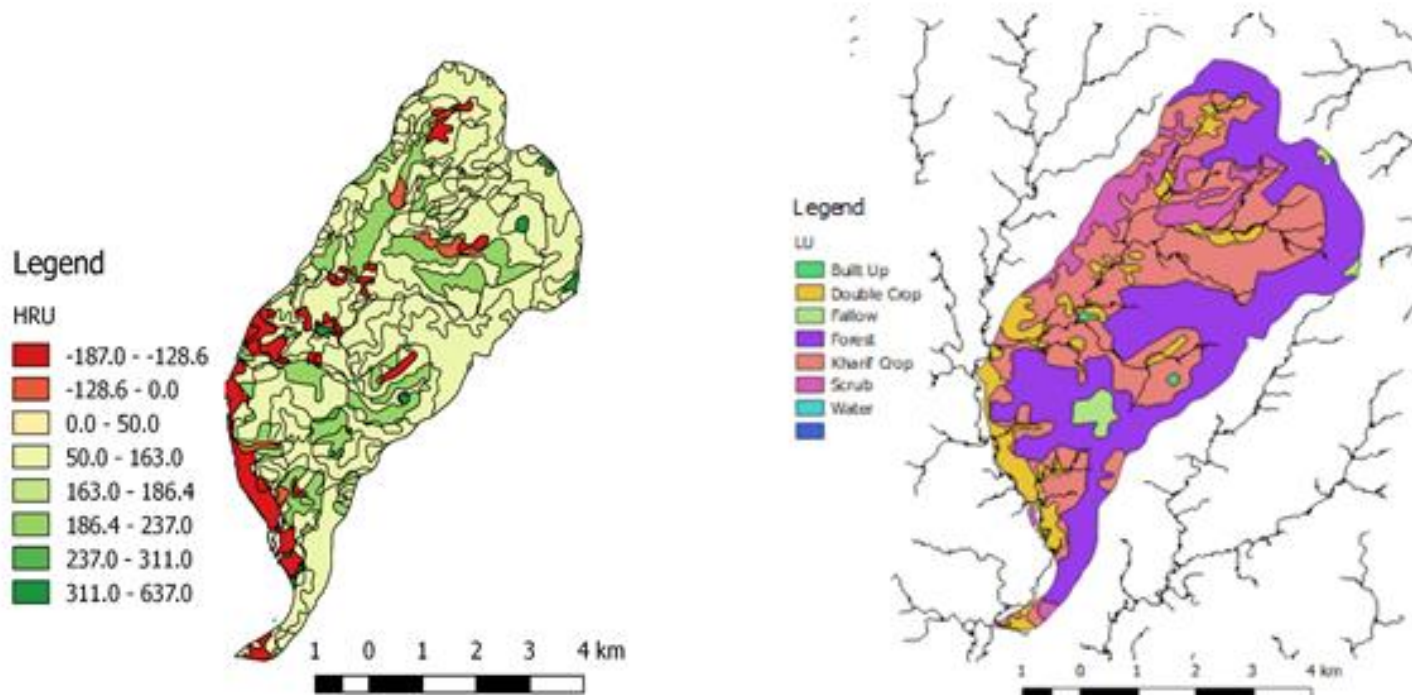 Legend
HRU
-187.0 - -128.6
-128.6 - 0.0
0.0 - 50.0
50.0 - 163.0
163.0 - 186.4
186.4 - 237.0
237.0 - 311.0
311.0 - 637.0
1 0 1 2 3 4 km
Legend
LU
Built Up
Double Crop
Fallow
Forest
Kharif Crop
Scrub
Water
1 0 1 2 3 4 km